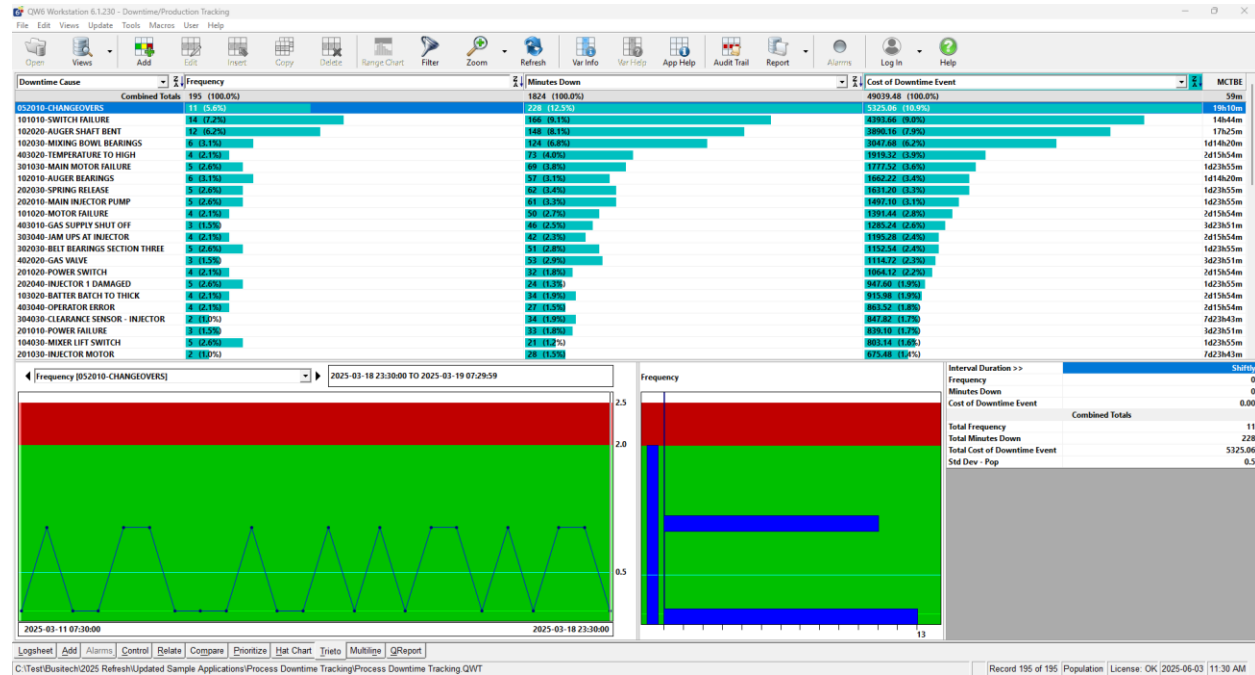 QW6 Workstation 6.1.230 - Downtime/Production Tracking
File Edit Views Update Tools Macros User Help
Open Views Add Edit Insert Copy Delete Range Chart Filter Zoom Refresh Var Info Var Help App Help Audit Trail Report Alarms Log In Help
Downtime Cause Frequency Minutes Down Cost of Downtime Event MCTBE
Combined Totals 195 (100.0%) 1824 (100.0%) 49039.48 (100.0%) 59m
052010-CHANGEOVERS 11 (5.6%) 228 (12.5%) 5325.06 (10.9%) 19h10m
101010-SWITCH FAILURE 14 (7.2%) 166 (9.1%) 4393.66 (9.0%) 14h44m
102020-AUGER SHAFT BENT 12 (6.2%) 148 (8.1%) 3890.16 (7.9%) 17h25m
102030-MIXING BOWL BEARINGS 6 (3.1%) 124 (6.8%) 3047.68 (6.2%) 1d14h20m
403020-TEMPERATURE TO HIGH 4 (2.1%) 73 (4.0%) 1919.32 (3.9%) 2d15h54m
301030-MAIN MOTOR FAILURE 5 (2.6%) 69 (3.8%) 1777.52 (3.6%) 1d23h55m
102010-AUGER BEARINGS 6 (3.1%) 57 (3.1%) 1662.22 (3.4%) 1d14h20m
202030-SPRING RELEASE 5 (2.6%) 62 (3.4%) 1631.20 (3.3%) 1d23h55m
202010-MAIN INJECTOR PUMP 5 (2.6%) 61 (3.3%) 1497.10 (3.1%) 1d23h55m
101020-MOTOR FAILURE 4 (2.1%) 50 (2.7%) 1391.44 (2.8%) 2d15h54m
403010-GAS SUPPLY SHUT OFF 3 (1.5%) 46 (2.5%) 1285.24 (2.6%) 3d23h51m
303040-JAM UPS AT INJECTOR 4 (2.1%) 42 (2.3%) 1195.28 (2.4%) 2d15h54m
302030-BELT BEARINGS SECTION THREE 5 (2.6%) 51 (2.8%) 1152.54 (2.4%) 1d23h55m
402020-GAS VALVE 3 (1.5%) 53 (2.9%) 1114.72 (2.3%) 3d23h51m
201020-POWER SWITCH 4 (2.1%) 32 (1.8%) 1064.12 (2.2%) 2d15h54m
202040-INJECTOR 1 DAMAGED 5 (2.6%) 24 (1.3%) 947.60 (1.9%) 1d23h55m
103020-BATTER BATCH TO THICK 4 (2.1%) 34 (1.9%) 915.98 (1.9%) 2d15h54m
403040-OPERATOR ERROR 4 (2.1%) 27 (1.5%) 863.52 (1.8%) 2d15h54m
304030-CLEARANCE SENSOR - INJECTOR 2 (1.0%) 34 (1.9%) 847.82 (1.7%) 7d23h43m
201010-POWER FAILURE 3 (1.5%) 33 (1.8%) 839.10 (1.7%) 3d23h51m
104030-MIXER LIFT SWITCH 5 (2.6%) 21 (1.2%) 803.14 (1.6%) 1d23h55m
201030-INJECTOR MOTOR 2 (1.0%) 28 (1.5%) 675.48 (1.4%) 7d23h43m
Frequency [052010-CHANGEOVERS] 2025-03-18 23:30:00 TO 2025-03-19 07:29:59
2.5
2.0
0.5
2025-03-11 07:30:00 2025-03-18 23:30:00
Frequency
13
Interval Duration >> Shiftly
Frequency 0
Minutes Down 0
Cost of Downtime Event 0.00
Combined Totals
Total Frequency 11
Total Minutes Down 228
Total Cost of Downtime Event 5325.06
Std Dev - Pop 0.5
Logsheet Add Alarms Control Relate Compare Prioritize Hat Chart Trieto Multiline QReport
C:\Test\Busitech\2025 Refresh\Updated Sample Applications\Process Downtime Tracking\Process Downtime Tracking.QWT Record 195 of 195 Population License: OK 2025-06-03 11:30 AM